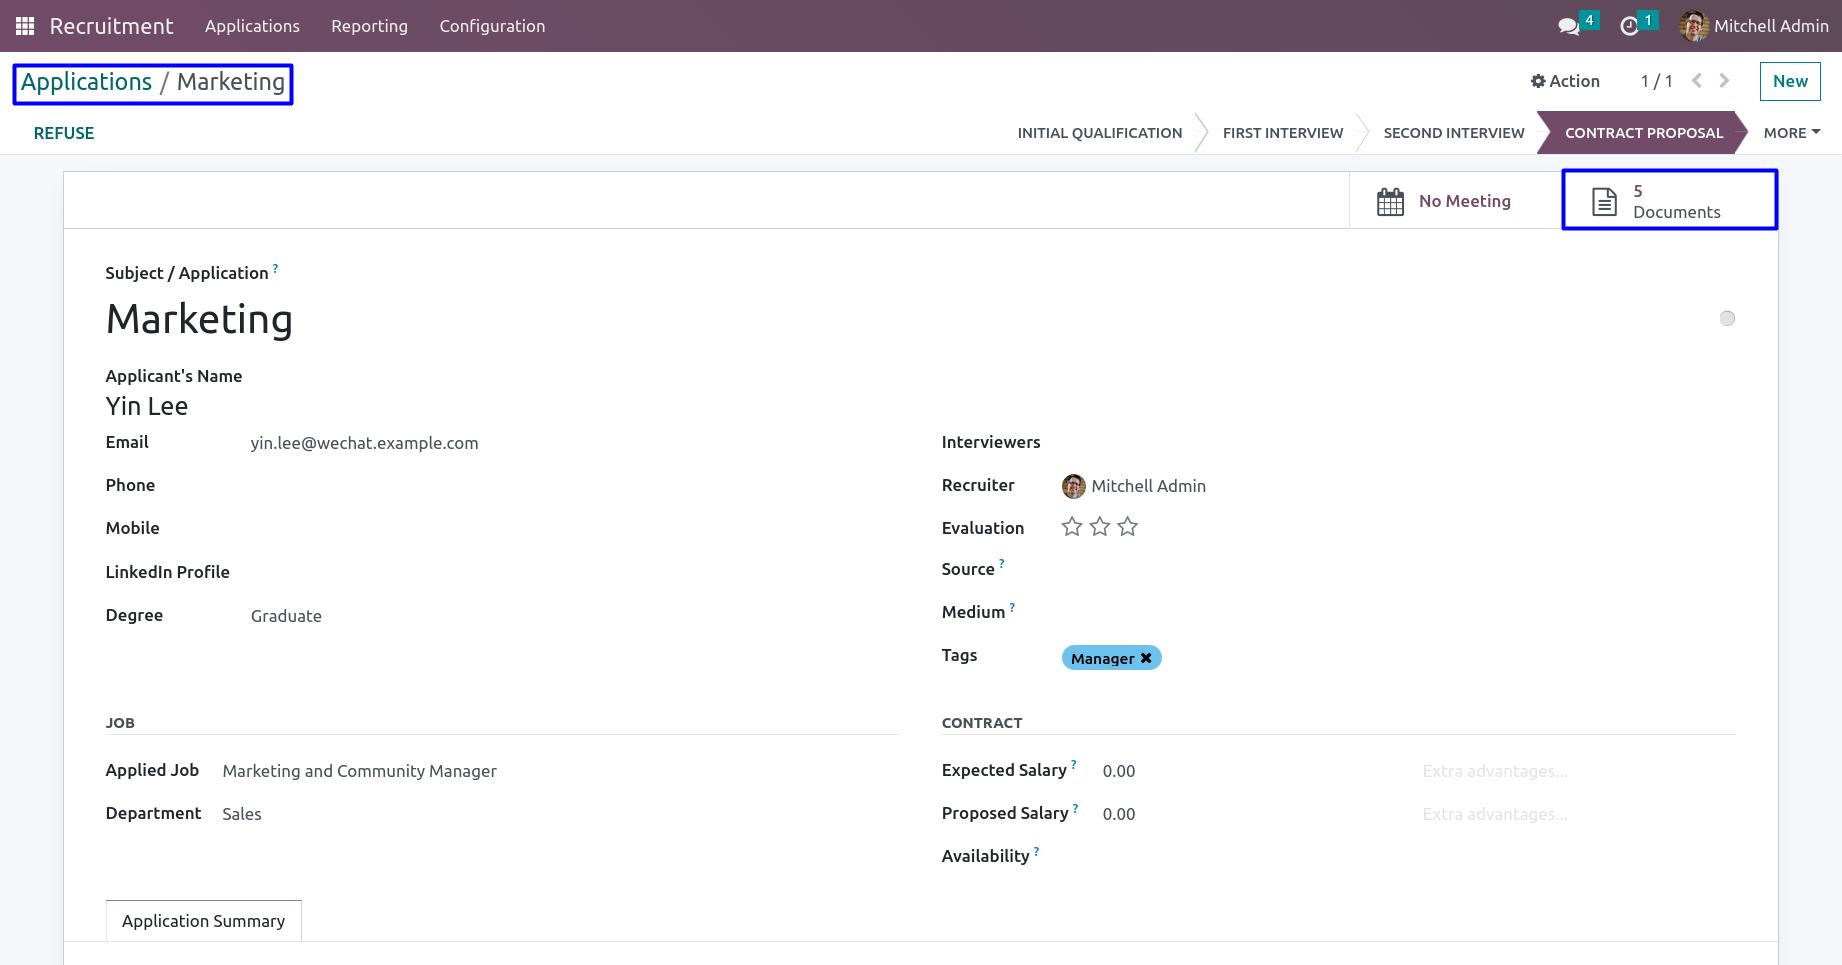 Recruitment Applications Reporting Configuration 4 1 Mitchell Admin
Applications / Marketing Action 1 / 1 New
REFUSE INITIAL QUALIFICATION FIRST INTERVIEW SECOND INTERVIEW CONTRACT PROPOSAL MORE
No Meeting
5
Documents
Subject / Application ?
Marketing
Applicant's Name
Yin Lee
Email yin.lee@wechat.example.com
Phone
Mobile
LinkedIn Profile
Degree Graduate
Interviewers
Recruiter Mitchell Admin
Evaluation
Source ?
Medium ?
Tags Manager
JOB
Applied Job Marketing and Community Manager
Department Sales
CONTRACT
Expected Salary ? 0.00 Extra advantages...
Proposed Salary ? 0.00 Extra advantages...
Availability ?
Application Summary